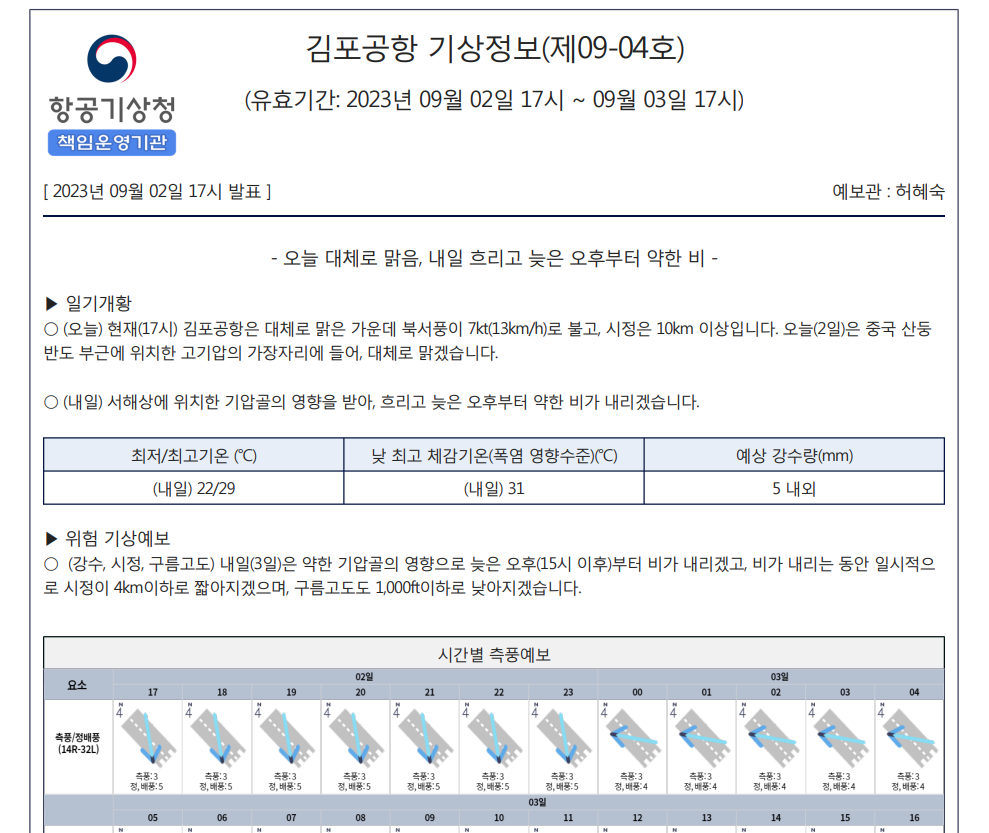 김포공항 기상정보(제09-04호)
(유효기간: 2023년 09월 02일 17시 ~ 09월 03일 17시)
항공기상청
책임운영기관
[ 2023년 09월 02일 17시 발표 ]
예보관 : 허혜숙
- 오늘 대체로 맑음, 내일 흐리고 늦은 오후부터 약한 비 -
▶ 일기개황
○ (오늘) 현재(17시) 김포공항은 대체로 맑은 가운데 북서풍이 7kt(13km/h)로 불고, 시정은 10km 이상입니다. 오늘(2일)은 중국 산둥
반도 부근에 위치한 고기압의 가장자리에 들어, 대체로 맑겠습니다.
○ (내일) 서해상에 위치한 기압골의 영향을 받아, 흐리고 늦은 오후부터 약한 비가 내리겠습니다.
최저/최고기온 (℃) 낮 최고 체감기온(폭염 영향수준)(℃) 예상 강수량(mm)
(내일) 22/29 (내일) 31 5 내외
▶ 위험 기상예보
○ (강수, 시정, 구름고도) 내일(3일)은 약한 기압골의 영향으로 늦은 오후(15시 이후)부터 비가 내리겠고, 비가 내리는 동안 일시적으
로 시정이 4km이하로 짧아지겠으며, 구름고도도 1,000ft이하로 낮아지겠습니다.
시간별 측풍예보
요소 02일 03일
17 18 19 20 21 22 23 00 01 02 03 04
N N N N N N N N N N N N
4 4 4 4 4 4 4 4 4 4 4 4
측풍/정배풍
(14R-32L)
측풍: 3 측풍: 3 측풍: 3 측풍: 3 측풍: 3 측풍: 3 측풍: 3 측풍: 3 측풍: 3 측풍: 3 측풍: 3 측풍: 3
정, 배풍: 5 정, 배풍: 5 정, 배풍: 5 정, 배풍: 5 정, 배풍: 5 정, 배풍: 5 정, 배풍: 5 정, 배풍: 4 정, 배풍: 4 정, 배풍: 4 정, 배풍: 4 정, 배풍: 4
03일
05 06 07 08 09 10 11 12 13 14 15 16
N N N N N N N N N N N N